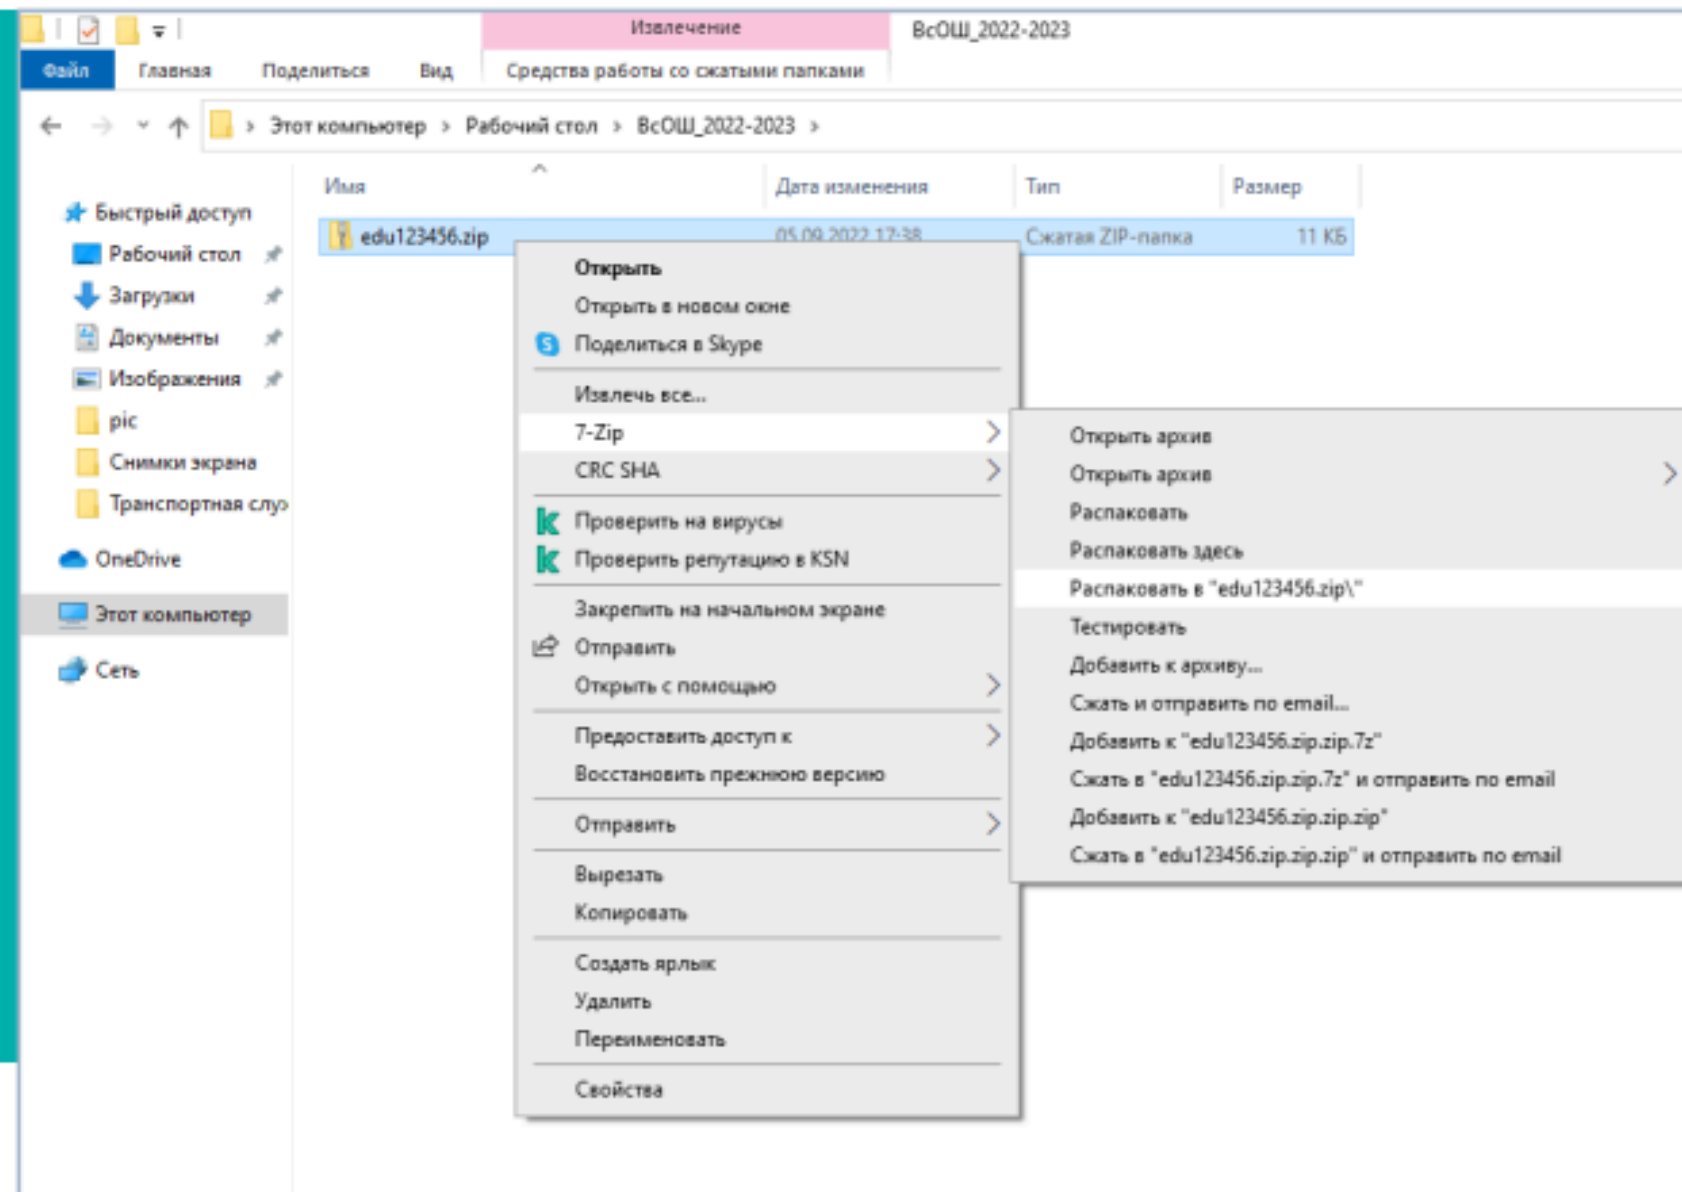 Извлечение
ВсОШ_2022-2023
Файл
Главная
Поделиться
Вид
Средства работы со сжатыми папками
Этот компьютер > Рабочий стол > ВсОШ_2022-2023 >
Имя
Дата изменения
Тип
Размер
edu123456.zip
05.09.2022 17:38
Сжатая ZIP-папка
11 КБ
Быстрый доступ
Рабочий стол
Загрузки
Документы
Изображения
pic
Снимки экрана
Транспортная слу
OneDrive
Этот компьютер
Сеть
Открыть
Открыть в новом окне
Поделиться в Skype
Извлечь все...
7-Zip
CRC SHA
Проверить на вирусы
Проверить репутацию в KSN
Закрепить на начальном экране
Отправить
Открыть с помощью
Предоставить доступ к
Восстановить прежнюю версию
Отправить
Вырезать
Копировать
Создать ярлык
Удалить
Переименовать
Свойства
Открыть архив
Открыть архив
Распаковать
Распаковать здесь
Распаковать в "edu123456.zip\"
Тестировать
Добавить к архиву...
Сжать и отправить по email...
Добавить к "edu123456.zip.zip.7z"
Сжать в "edu123456.zip.zip.7z" и отправить по email
Добавить к "edu123456.zip.zip.zip"
Сжать в "edu123456.zip.zip.zip" и отправить по email